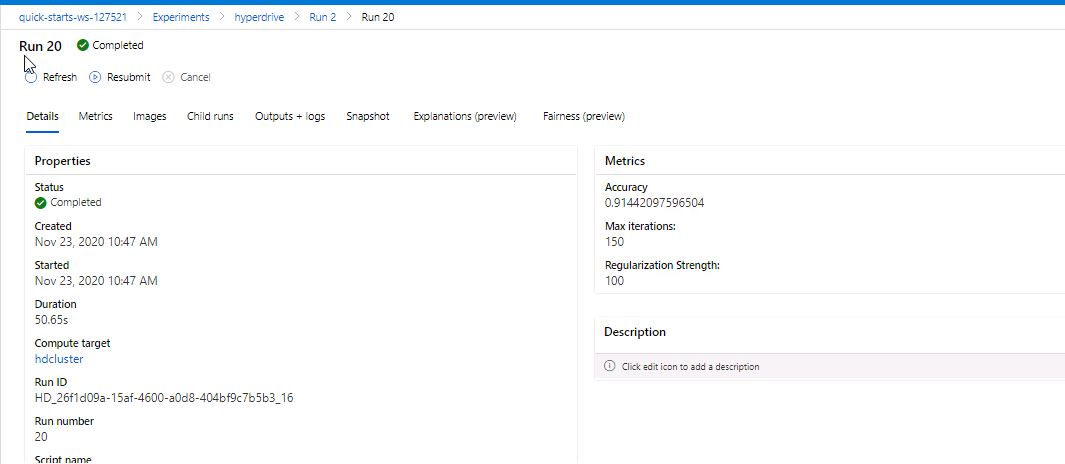 quick-starts-ws-127521 > Experiments > hyperdrive > Run 2 > Run 20
Run 20 Completed
Refresh Resubmit Cancel
Details Metrics Images Child runs Outputs + logs Snapshot Explanations (preview) Fairness (preview)
Properties
Status
Completed
Created
Nov 23, 2020 10:47 AM
Started
Nov 23, 2020 10:47 AM
Duration
50.65s
Compute target
hdcluster
Run ID
HD_26f1d09a-15af-4600-a0d8-404bf9c7b5b3_16
Run number
20
Script name
Metrics
Accuracy
0.91442097596504
Max iterations:
150
Regularization Strength:
100
Description
Click edit icon to add a description